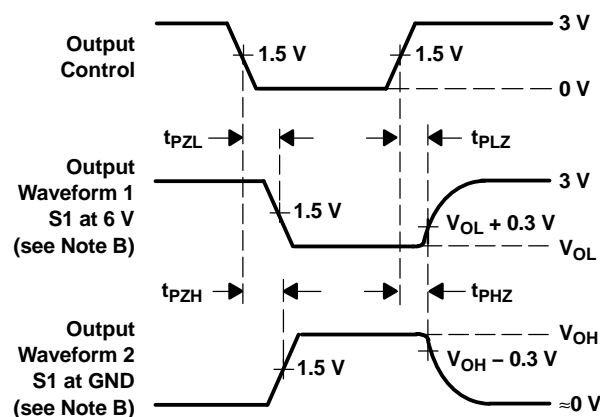 3 V
Output
Control
1.5 V
1.5 V
0 V
tPZL
tPLZ
Output
Waveform 1
S1 at 6 V
(see Note B)
3 V
1.5 V
VOL + 0.3 V
VOL
tPZH
tPHZ
Output
Waveform 2
S1 at GND
(see Note B)
VOH
1.5 V
VOH – 0.3 V
≈0 V